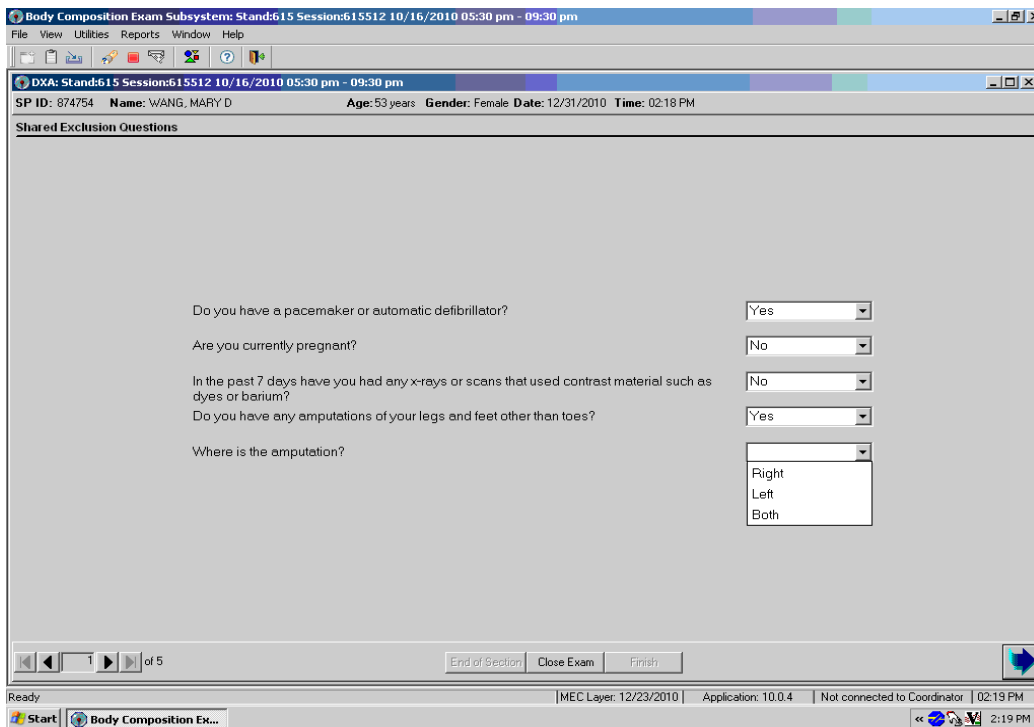 Body Composition Exam Subsystem: Stand:615 Session:615512 10/16/2010 05:30 pm - 09:30 pm
File View Utilities Reports Window Help
DXA: Stand:615 Session:615512 10/16/2010 05:30 pm - 09:30 pm
SP ID: 874754 Name: WANG, MARY D Age: 53 years Gender: Female Date: 12/31/2010 Time: 02:18 PM
Shared Exclusion Questions
Do you have a pacemaker or automatic defibrillator? Yes
Are you currently pregnant? No
In the past 7 days have you had any x-rays or scans that used contrast material such as No
dyes or barium?
Do you have any amputations of your legs and feet other than toes? Yes
Where is the amputation?
Right
Left
Both
1 of 5 End of Section Close Exam Finish
Ready MEC Layer: 12/23/2010 Application: 10.0.4 Not connected to Coordinator 02:19 PM
Start Body Composition Ex... « 2:19 PM